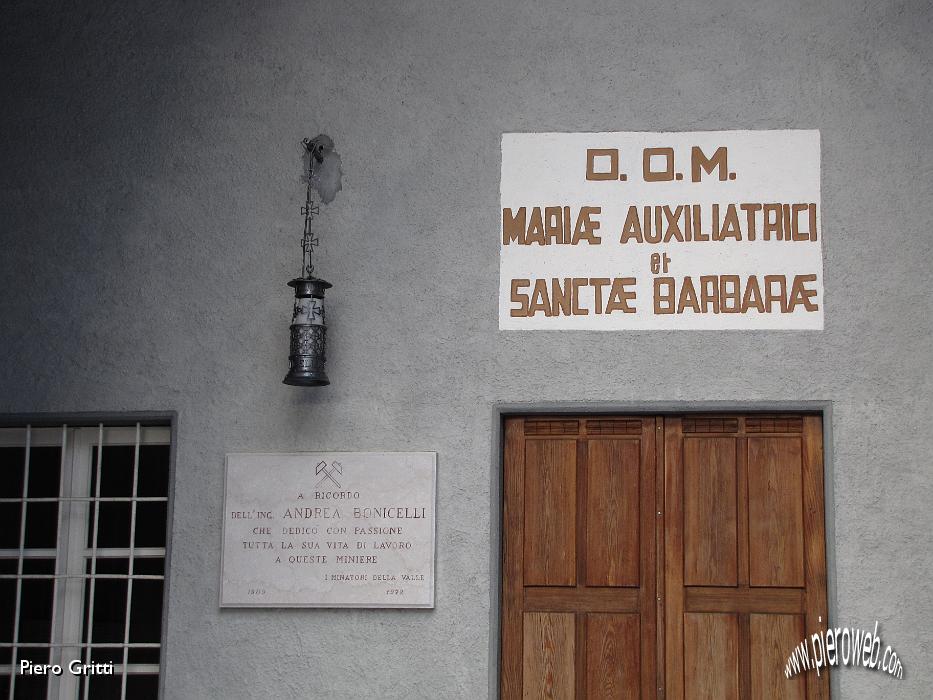 D. O. M.
MARIÆ AUXILIATRICI
et
SANCTÆ BARBARÆ
A RICORDO
DELL'ING. ANDREA BONICELLI
CHE DEDICÒ CON PASSIONE
TUTTA LA SUA VITA DI LAVORO
A QUESTE MINIERE
I MINATORI DELLA VALLE
1972
Piero Gritti
www.pieroweb.com